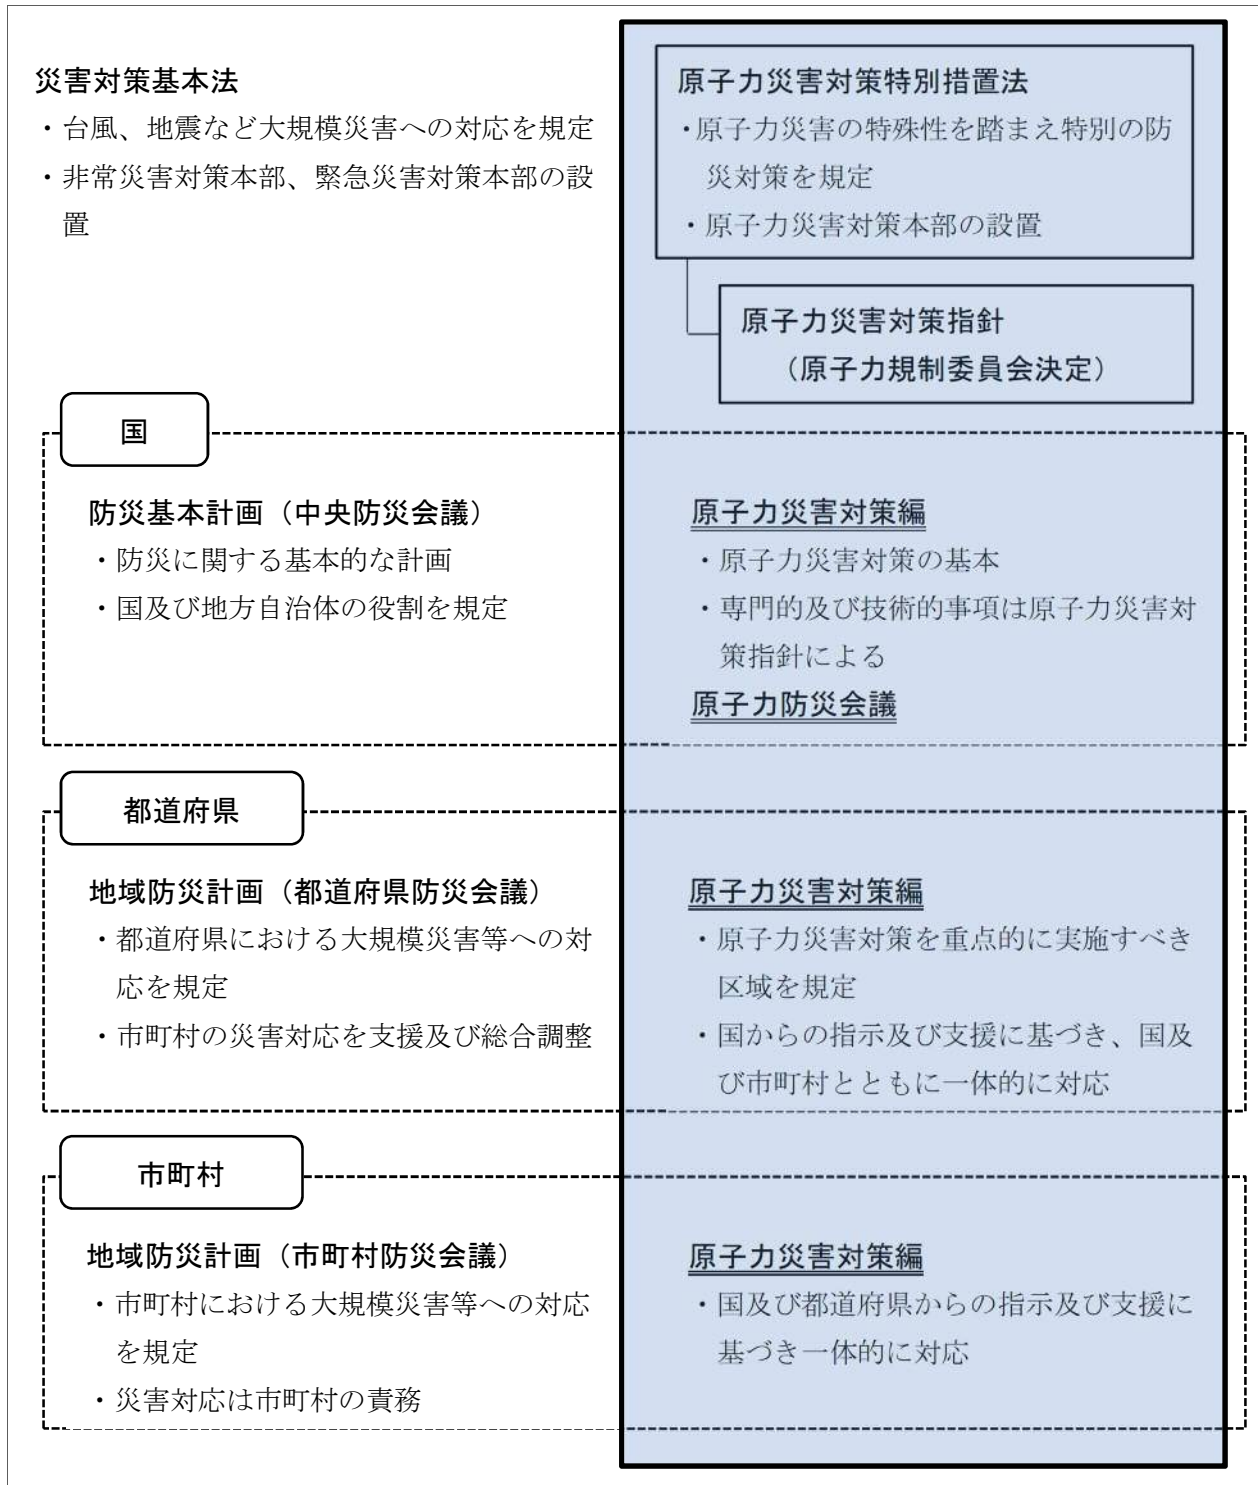 災害対策基本法
・台風、地震など大規模災害への対応を規定
・非常災害対策本部、緊急災害対策本部の設
置
原子力災害対策特別措置法
・原子力災害の特殊性を踏まえ特別の防
災対策を規定
・原子力災害対策本部の設置
原子力災害対策指針
（原子力規制委員会決定）
国
防災基本計画（中央防災会議）
・防災に関する基本的な計画
・国及び地方自治体の役割を規定
原子力災害対策編
・原子力災害対策の基本
・専門的及び技術的事項は原子力災害対
策指針による
原子力防災会議
都道府県
地域防災計画（都道府県防災会議）
・都道府県における大規模災害等への対
応を規定
・市町村の災害対応を支援及び総合調整
原子力災害対策編
・原子力災害対策を重点的に実施すべき
区域を規定
・国からの指示及び支援に基づき、国及
び市町村とともに一体的に対応
市町村
地域防災計画（市町村防災会議）
・市町村における大規模災害等への対応
を規定
・災害対応は市町村の責務
原子力災害対策編
・国及び都道府県からの指示及び支援に
基づき一体的に対応